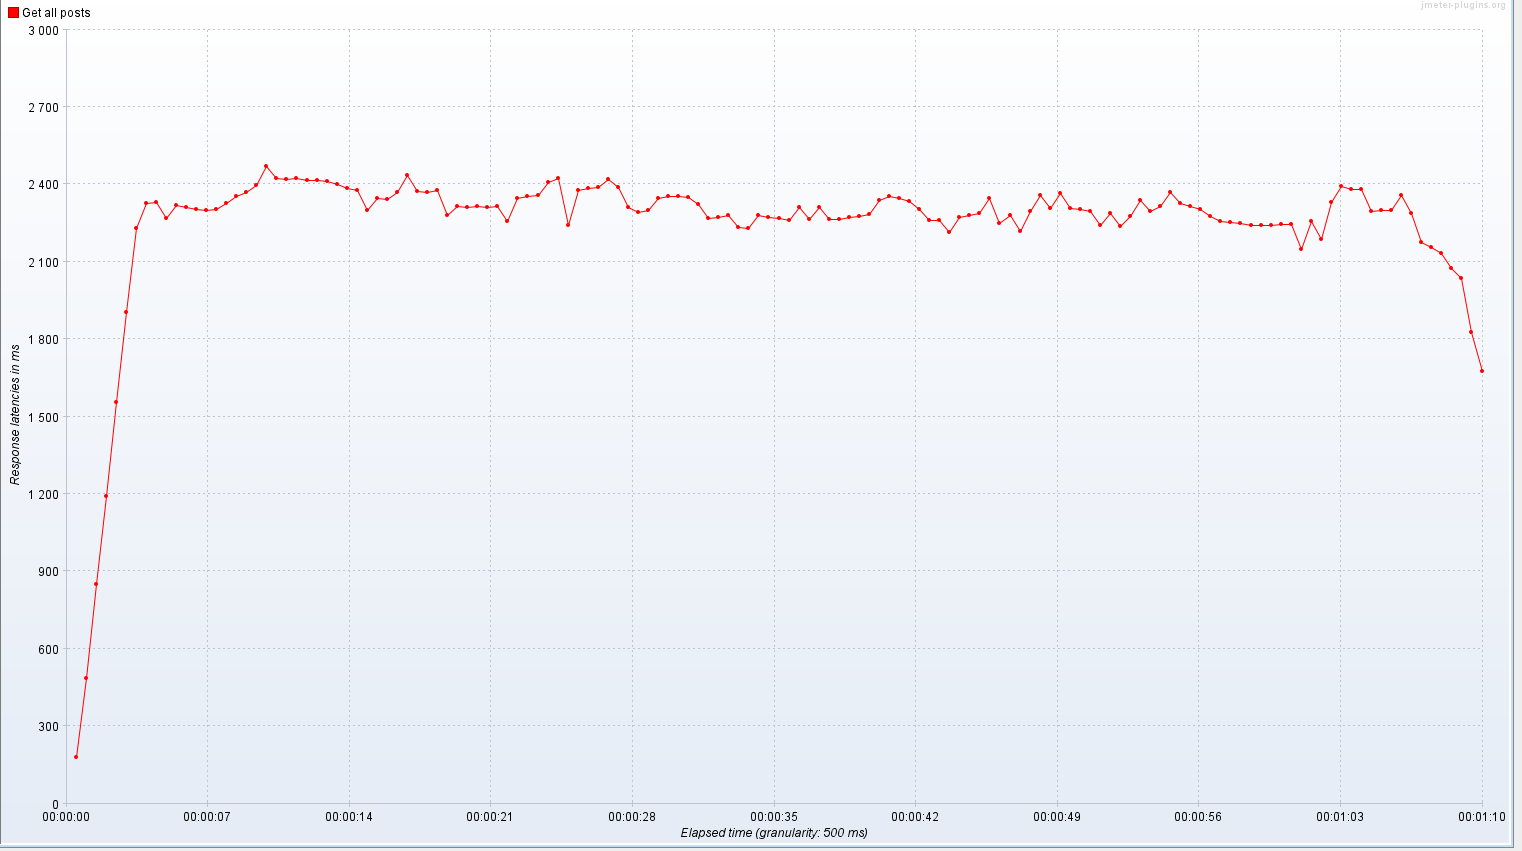 jmeter-plugins.org
Get all posts
3 000
2 700
2 400
2 100
1 800
1 500
1 200
900
600
300
0
Response latencies in ms
00:00:00 00:00:07 00:00:14 00:00:21 00:00:28 00:00:35 00:00:42 00:00:49 00:00:56 00:01:03 00:01:10
Elapsed time (granularity: 500 ms)